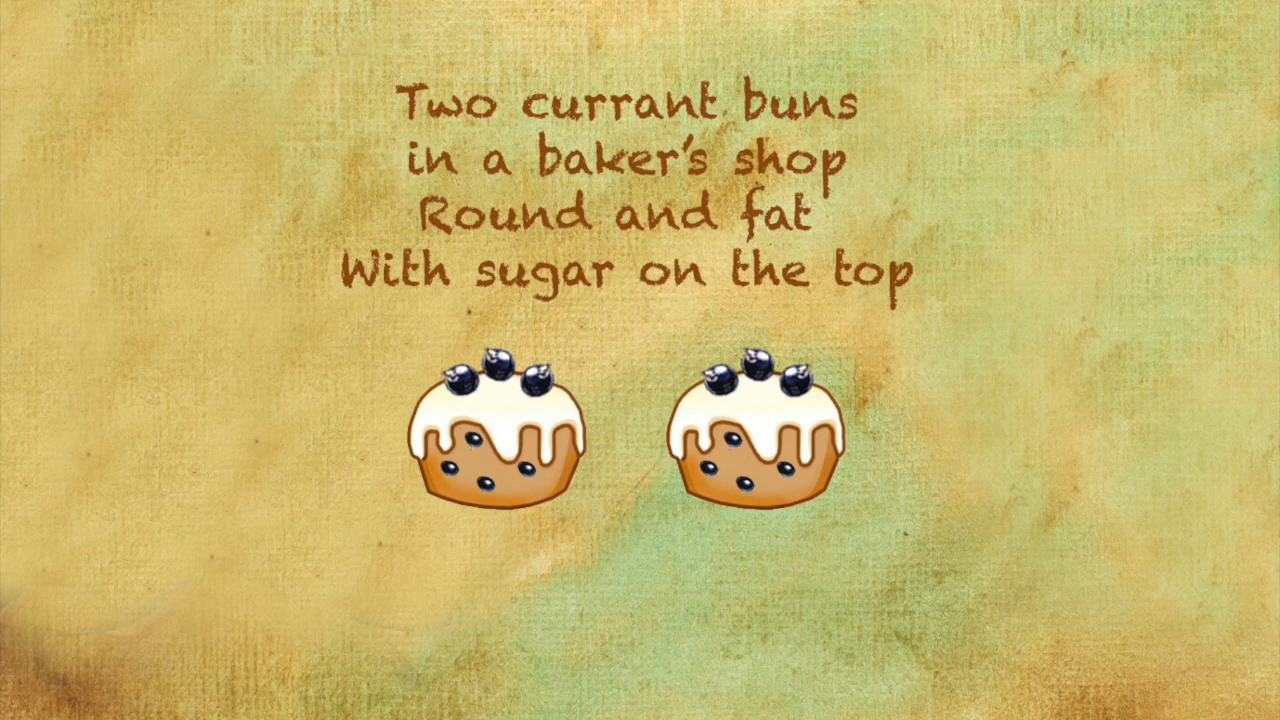 Two currant buns
in a baker's shop
Round and fat
With sugar on the top